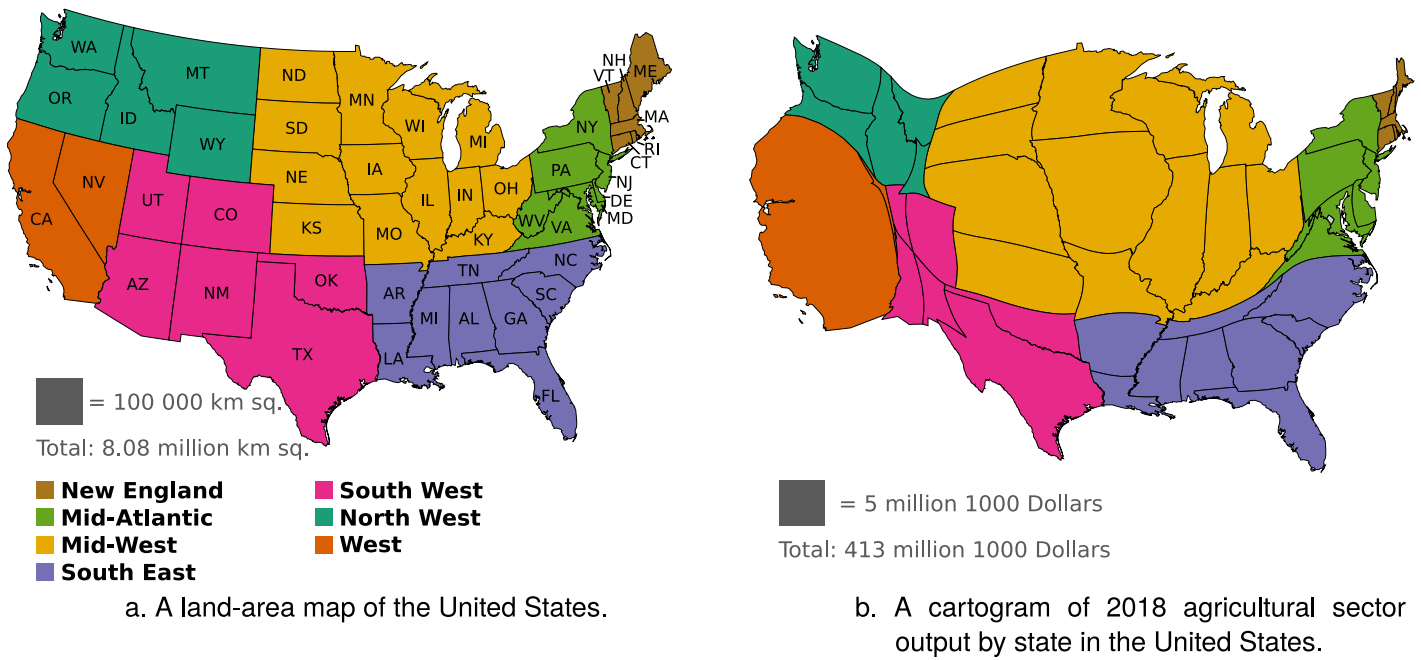 WA
MT
ND
MN
NH
VT
ME
OR
ID
SD
WI
MI
NY
MA
WY
RI
CT
NE
IA
PA
NV
UT
CO
IL
IN
OH
NJ
DE
MD
CA
KS
MO
KY
WV
VA
AZ
NM
OK
TN
NC
AR
SC
MI
AL
GA
TX
LA
FL
= 100 000 km sq.
Total: 8.08 million km sq.
New England
South West
Mid-Atlantic
North West
Mid-West
West
South East
a. A land-area map of the United States.
= 5 million 1000 Dollars
Total: 413 million 1000 Dollars
b. A cartogram of 2018 agricultural sector
output by state in the United States.